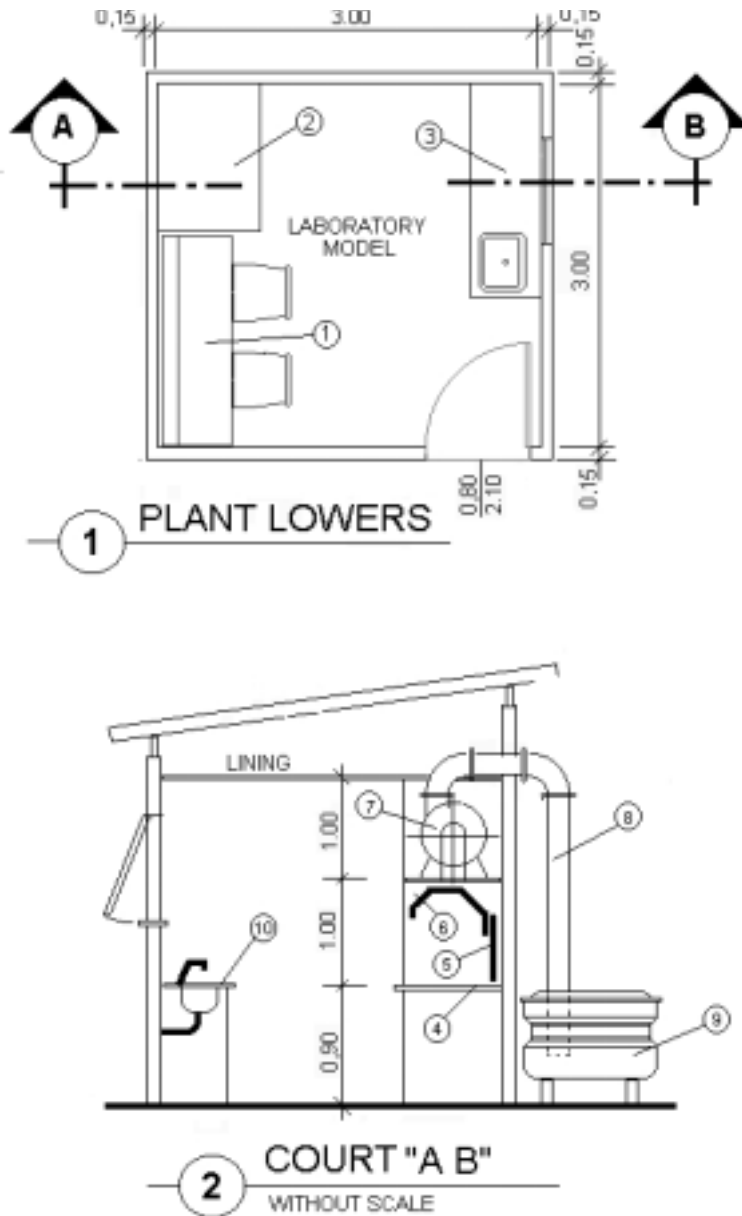 0,15
3.00
0,15
0.15
A
B
2
3
LABORATORY
MODEL
1
3.00
0.80
2.10
0.15
1
PLANT LOWERS
LINING
7
8
1.00
6
1.00
5
10
4
9
0,90
COURT "A B"
2
WITHOUT SCALE